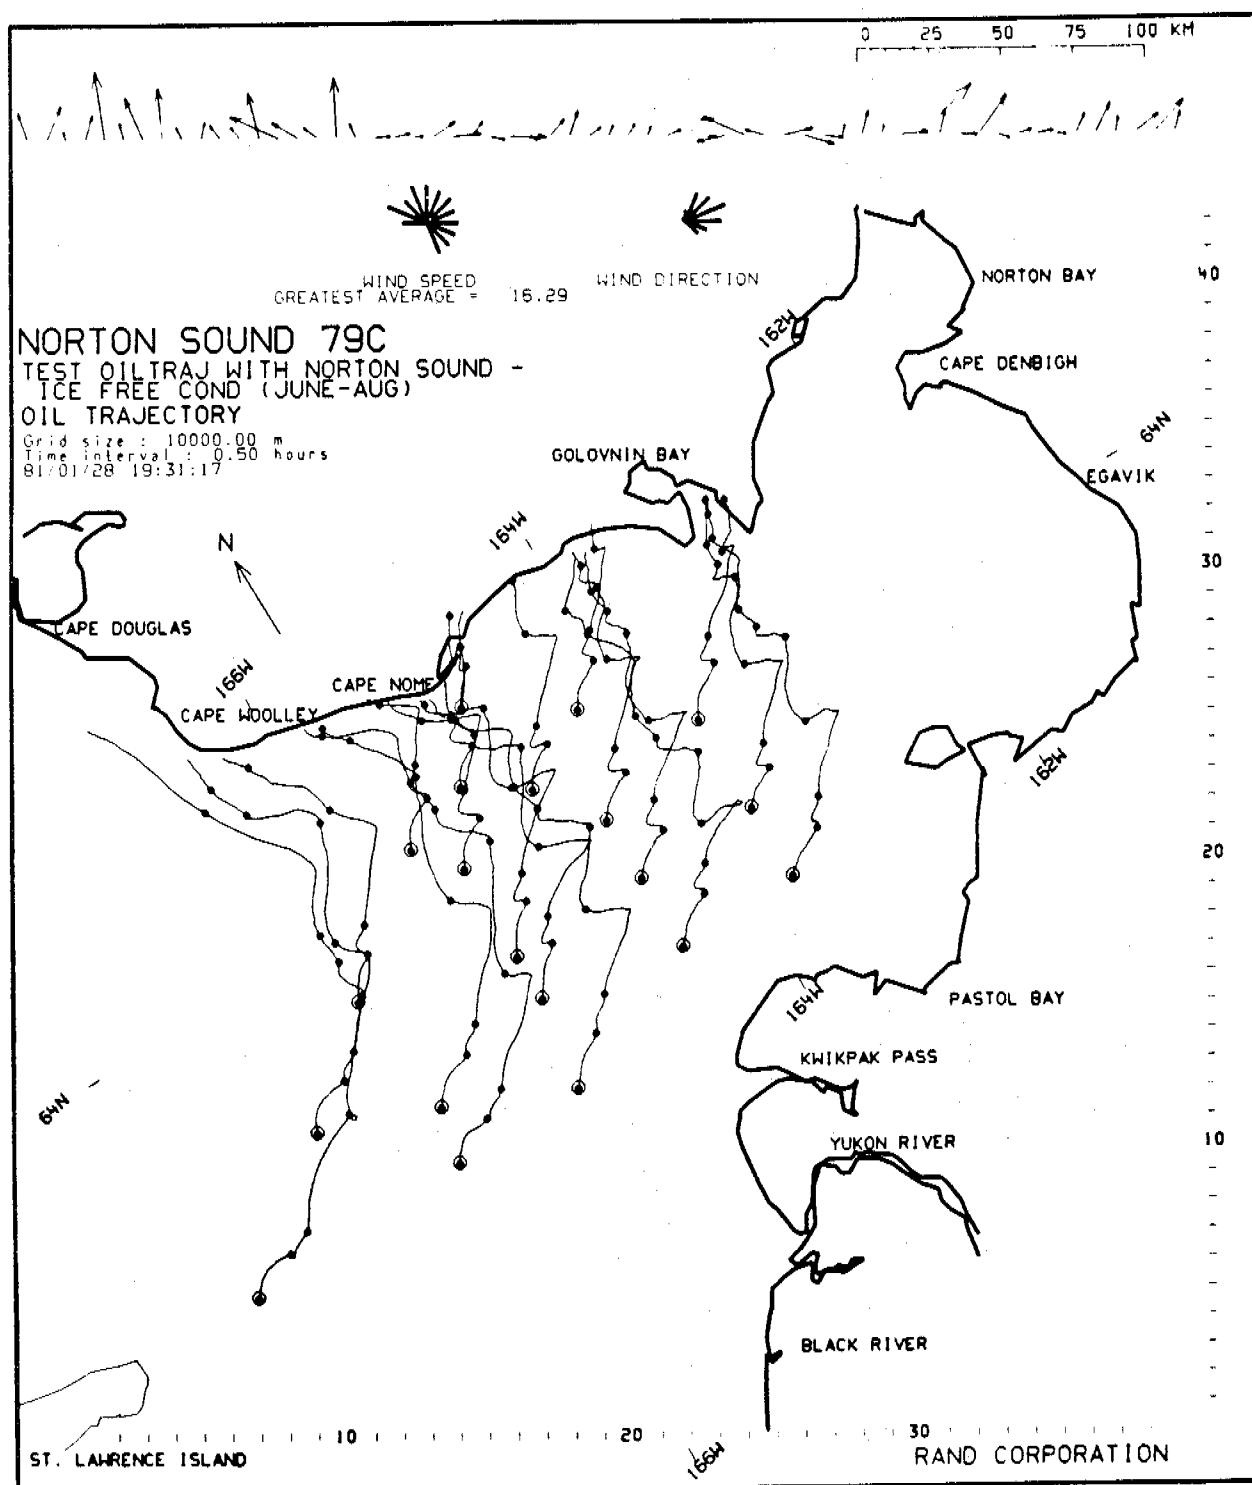 0 25 50 75 100 KM
WIND SPEED
GREATEST AVERAGE = 16.29
WIND DIRECTION
NORTON SOUND 79C
TEST OILTRAJ WITH NORTON SOUND -
ICE FREE COND (JUNE-AUG)
OIL TRAJECTORY
Grid size : 10000.00 m
Time interval : 0.50 hours
81/01/28 19:31:17
NORTON BAY
40
162W
CAPE DENBIGH
64N
GOLOVNIN BAY
EGAVIK
164W
N
30
CAPE DOUGLAS
166W
CAPE NOME
CAPE WOOLLEY
162W
20
164W
PASTOL BAY
KWIKPAK PASS
64N
YUKON RIVER
10
BLACK RIVER
10 20 30
ST. LAWRENCE ISLAND
166W
RAND CORPORATION